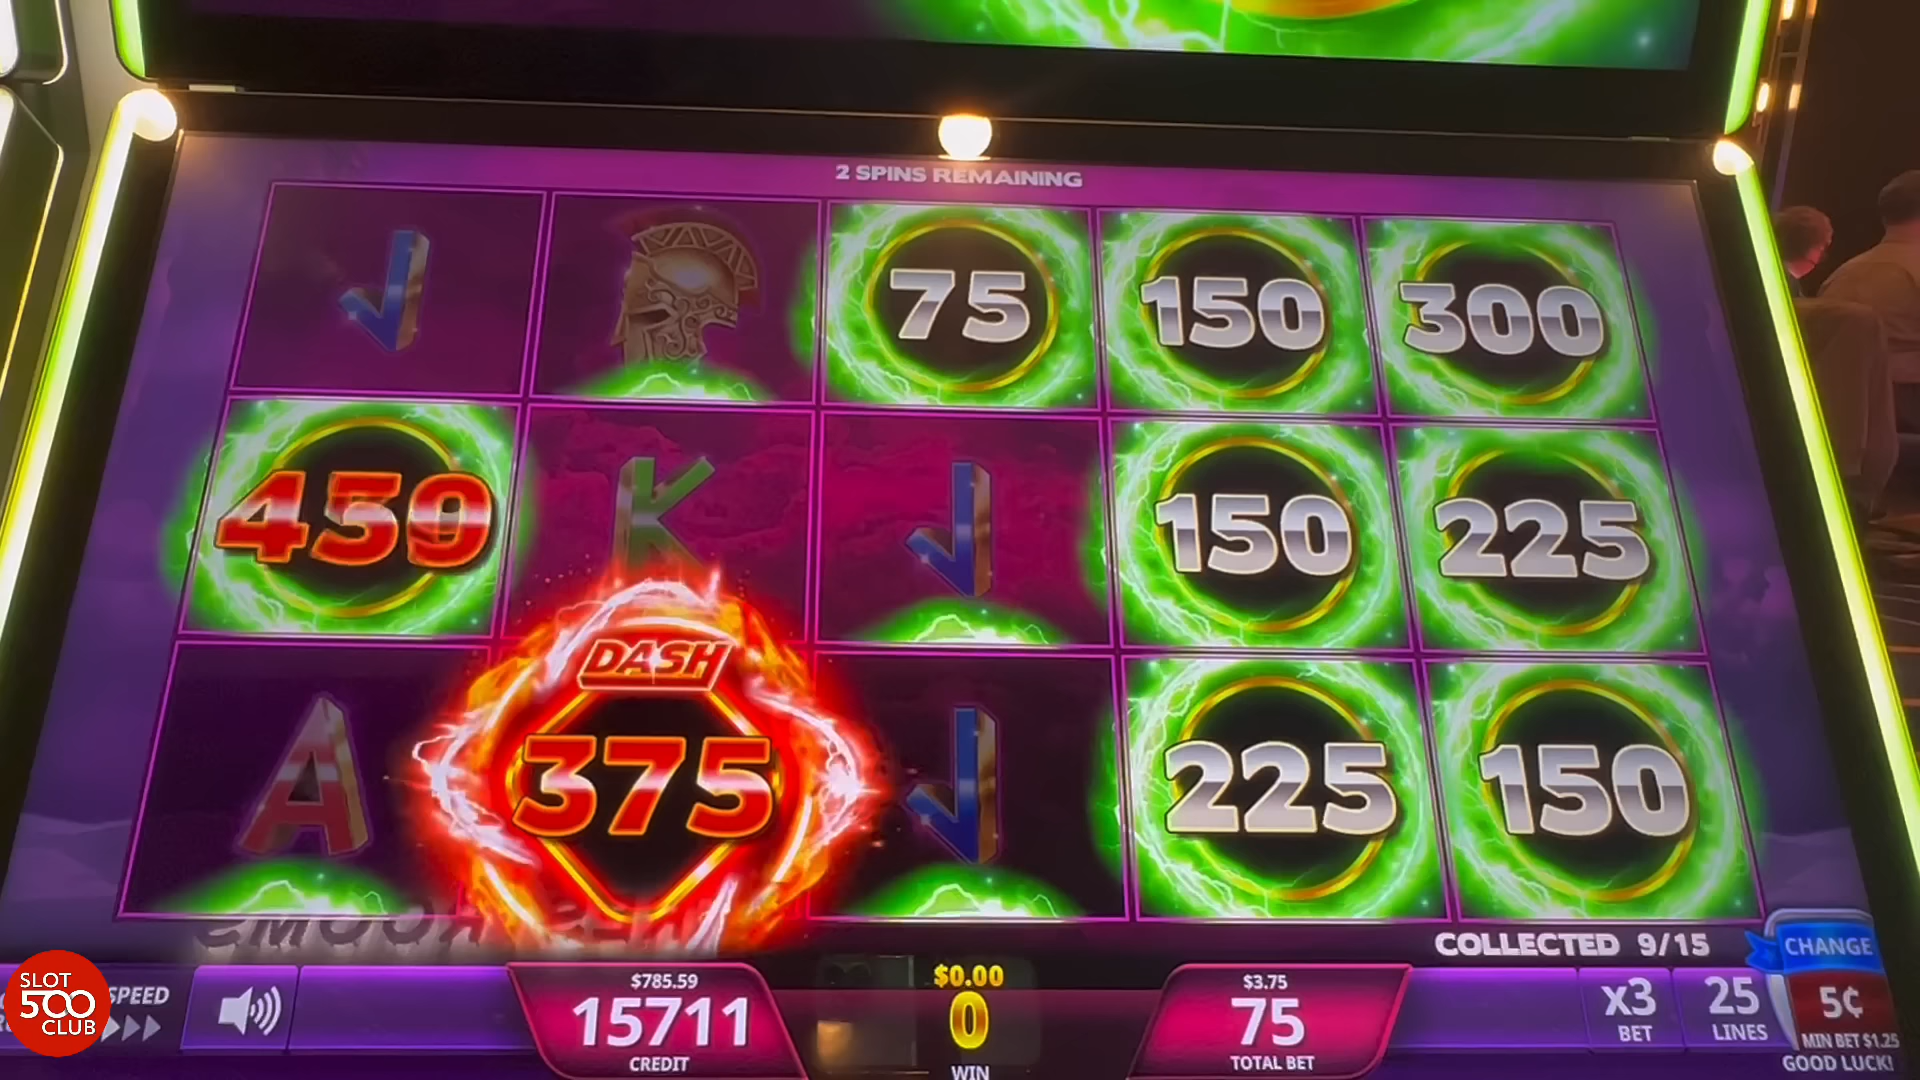 2 SPINS REMAINING
J
75
150
300
450
K
J
150
225
A
DASH
375
J
225
150
COLLECTED 9/15
CHANGE
SLOT
500
CLUB
SPEED
$785.59
15711
CREDIT
$0.00
0
WIN
$3.75
75
TOTAL BET
x3
BET
25
LINES
5¢
MIN BET $1.25
GOOD LUCK!